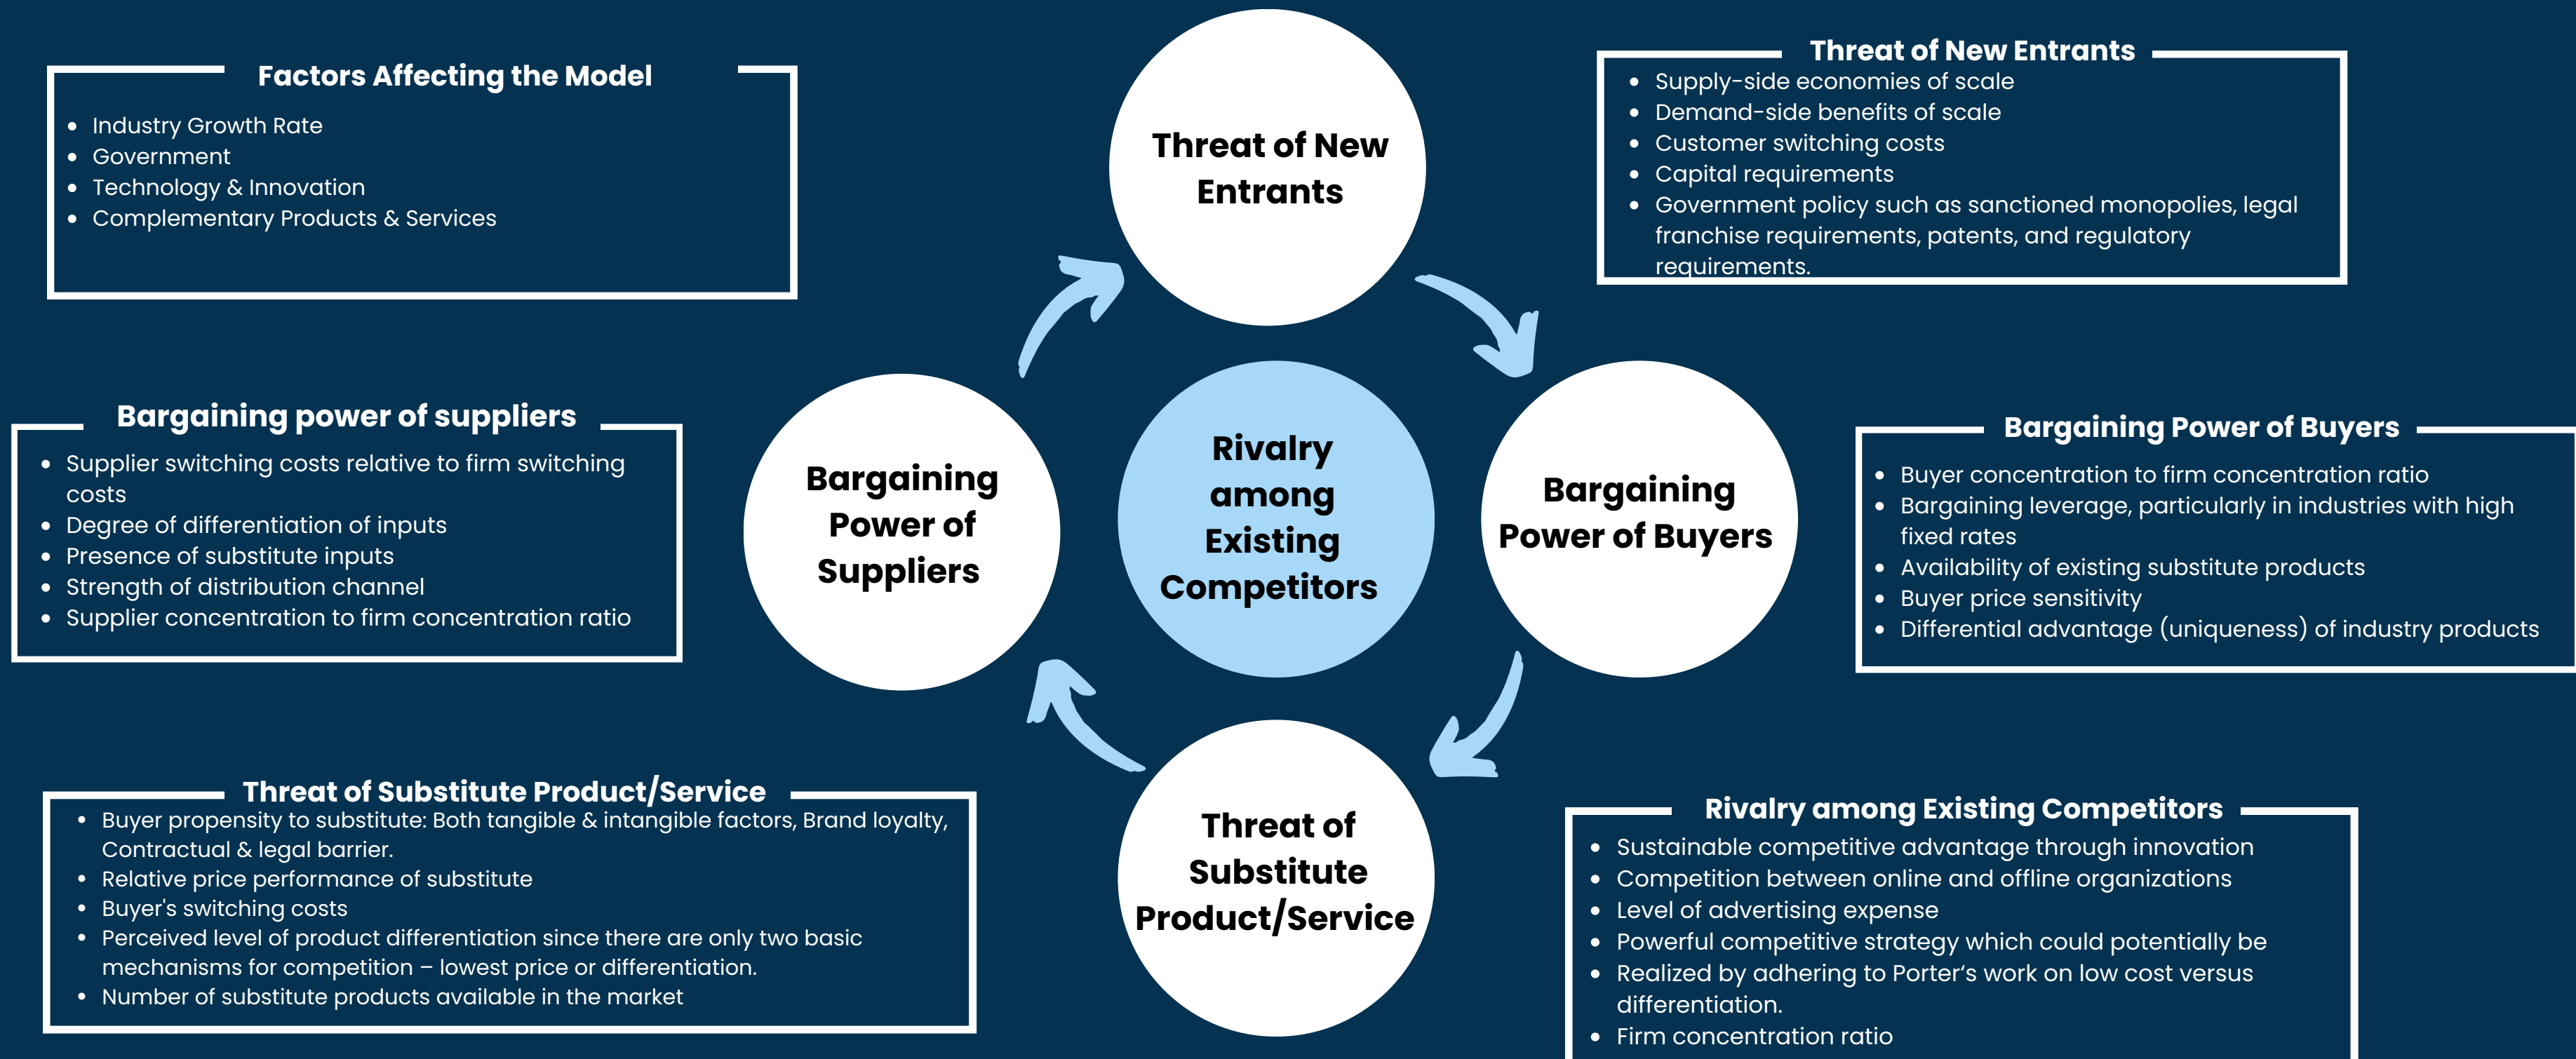 Factors Affecting the Model
Industry Growth Rate
Government
Technology & Innovation
Complementary Products & Services
Threat of New
Entrants
Threat of New Entrants
Supply-side economies of scale
Demand-side benefits of scale
Customer switching costs
Capital requirements
Government policy such as sanctioned monopolies, legal
franchise requirements, patents, and regulatory
requirements.
Bargaining power of suppliers
Supplier switching costs relative to firm switching
costs
Degree of differentiation of inputs
Presence of substitute inputs
Strength of distribution channel
Supplier concentration to firm concentration ratio
Bargaining
Power of
Suppliers
Rivalry
among
Existing
Competitors
Bargaining
Power of Buyers
Bargaining Power of Buyers
Buyer concentration to firm concentration ratio
Bargaining leverage, particularly in industries with high
fixed rates
Availability of existing substitute products
Buyer price sensitivity
Differential advantage (uniqueness) of industry products
Threat of Substitute Product/Service
Buyer propensity to substitute: Both tangible & intangible factors, Brand loyalty,
Contractual & legal barrier.
Relative price performance of substitute
Buyer's switching costs
Perceived level of product differentiation since there are only two basic
mechanisms for competition – lowest price or differentiation.
Number of substitute products available in the market
Threat of
Substitute
Product/Service
Rivalry among Existing Competitors
Sustainable competitive advantage through innovation
Competition between online and offline organizations
Level of advertising expense
Powerful competitive strategy which could potentially be
Realized by adhering to Porter‘s work on low cost versus
differentiation.
Firm concentration ratio